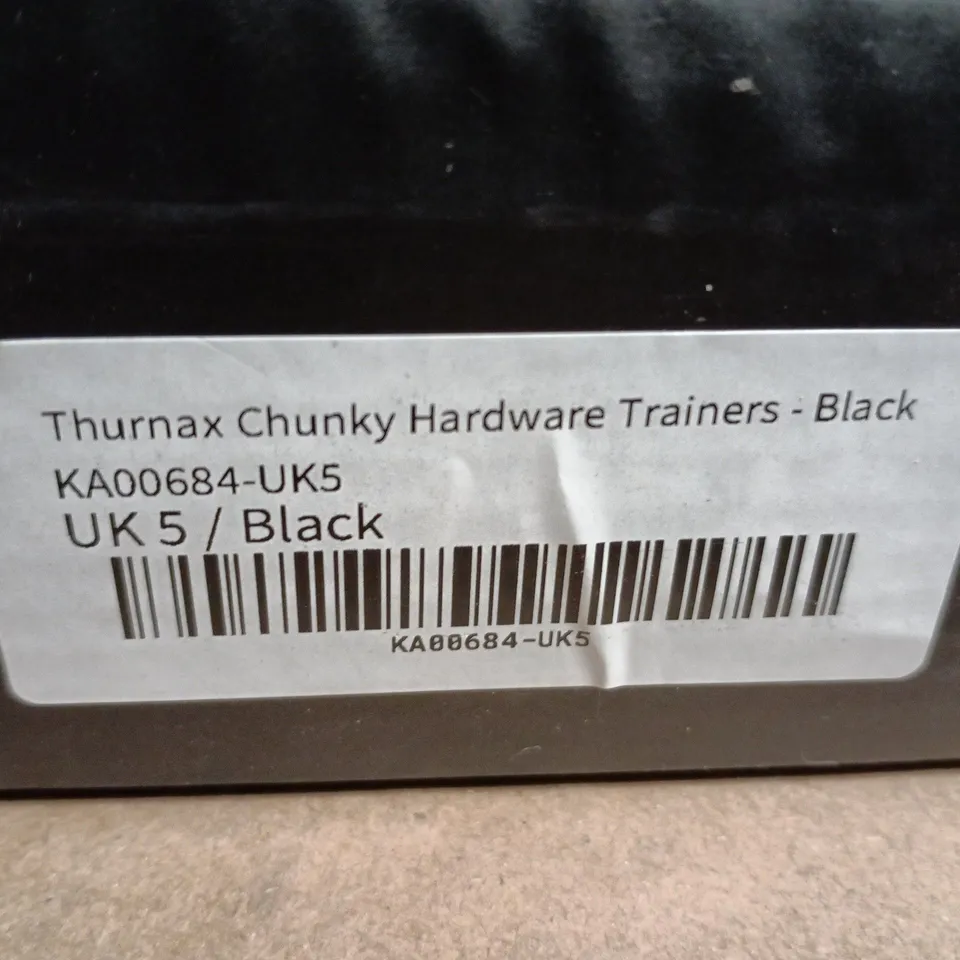 Thurnax Chunky Hardware Trainers - Black
KA00684-UK5
UK 5 / Black
KA00684-UK5